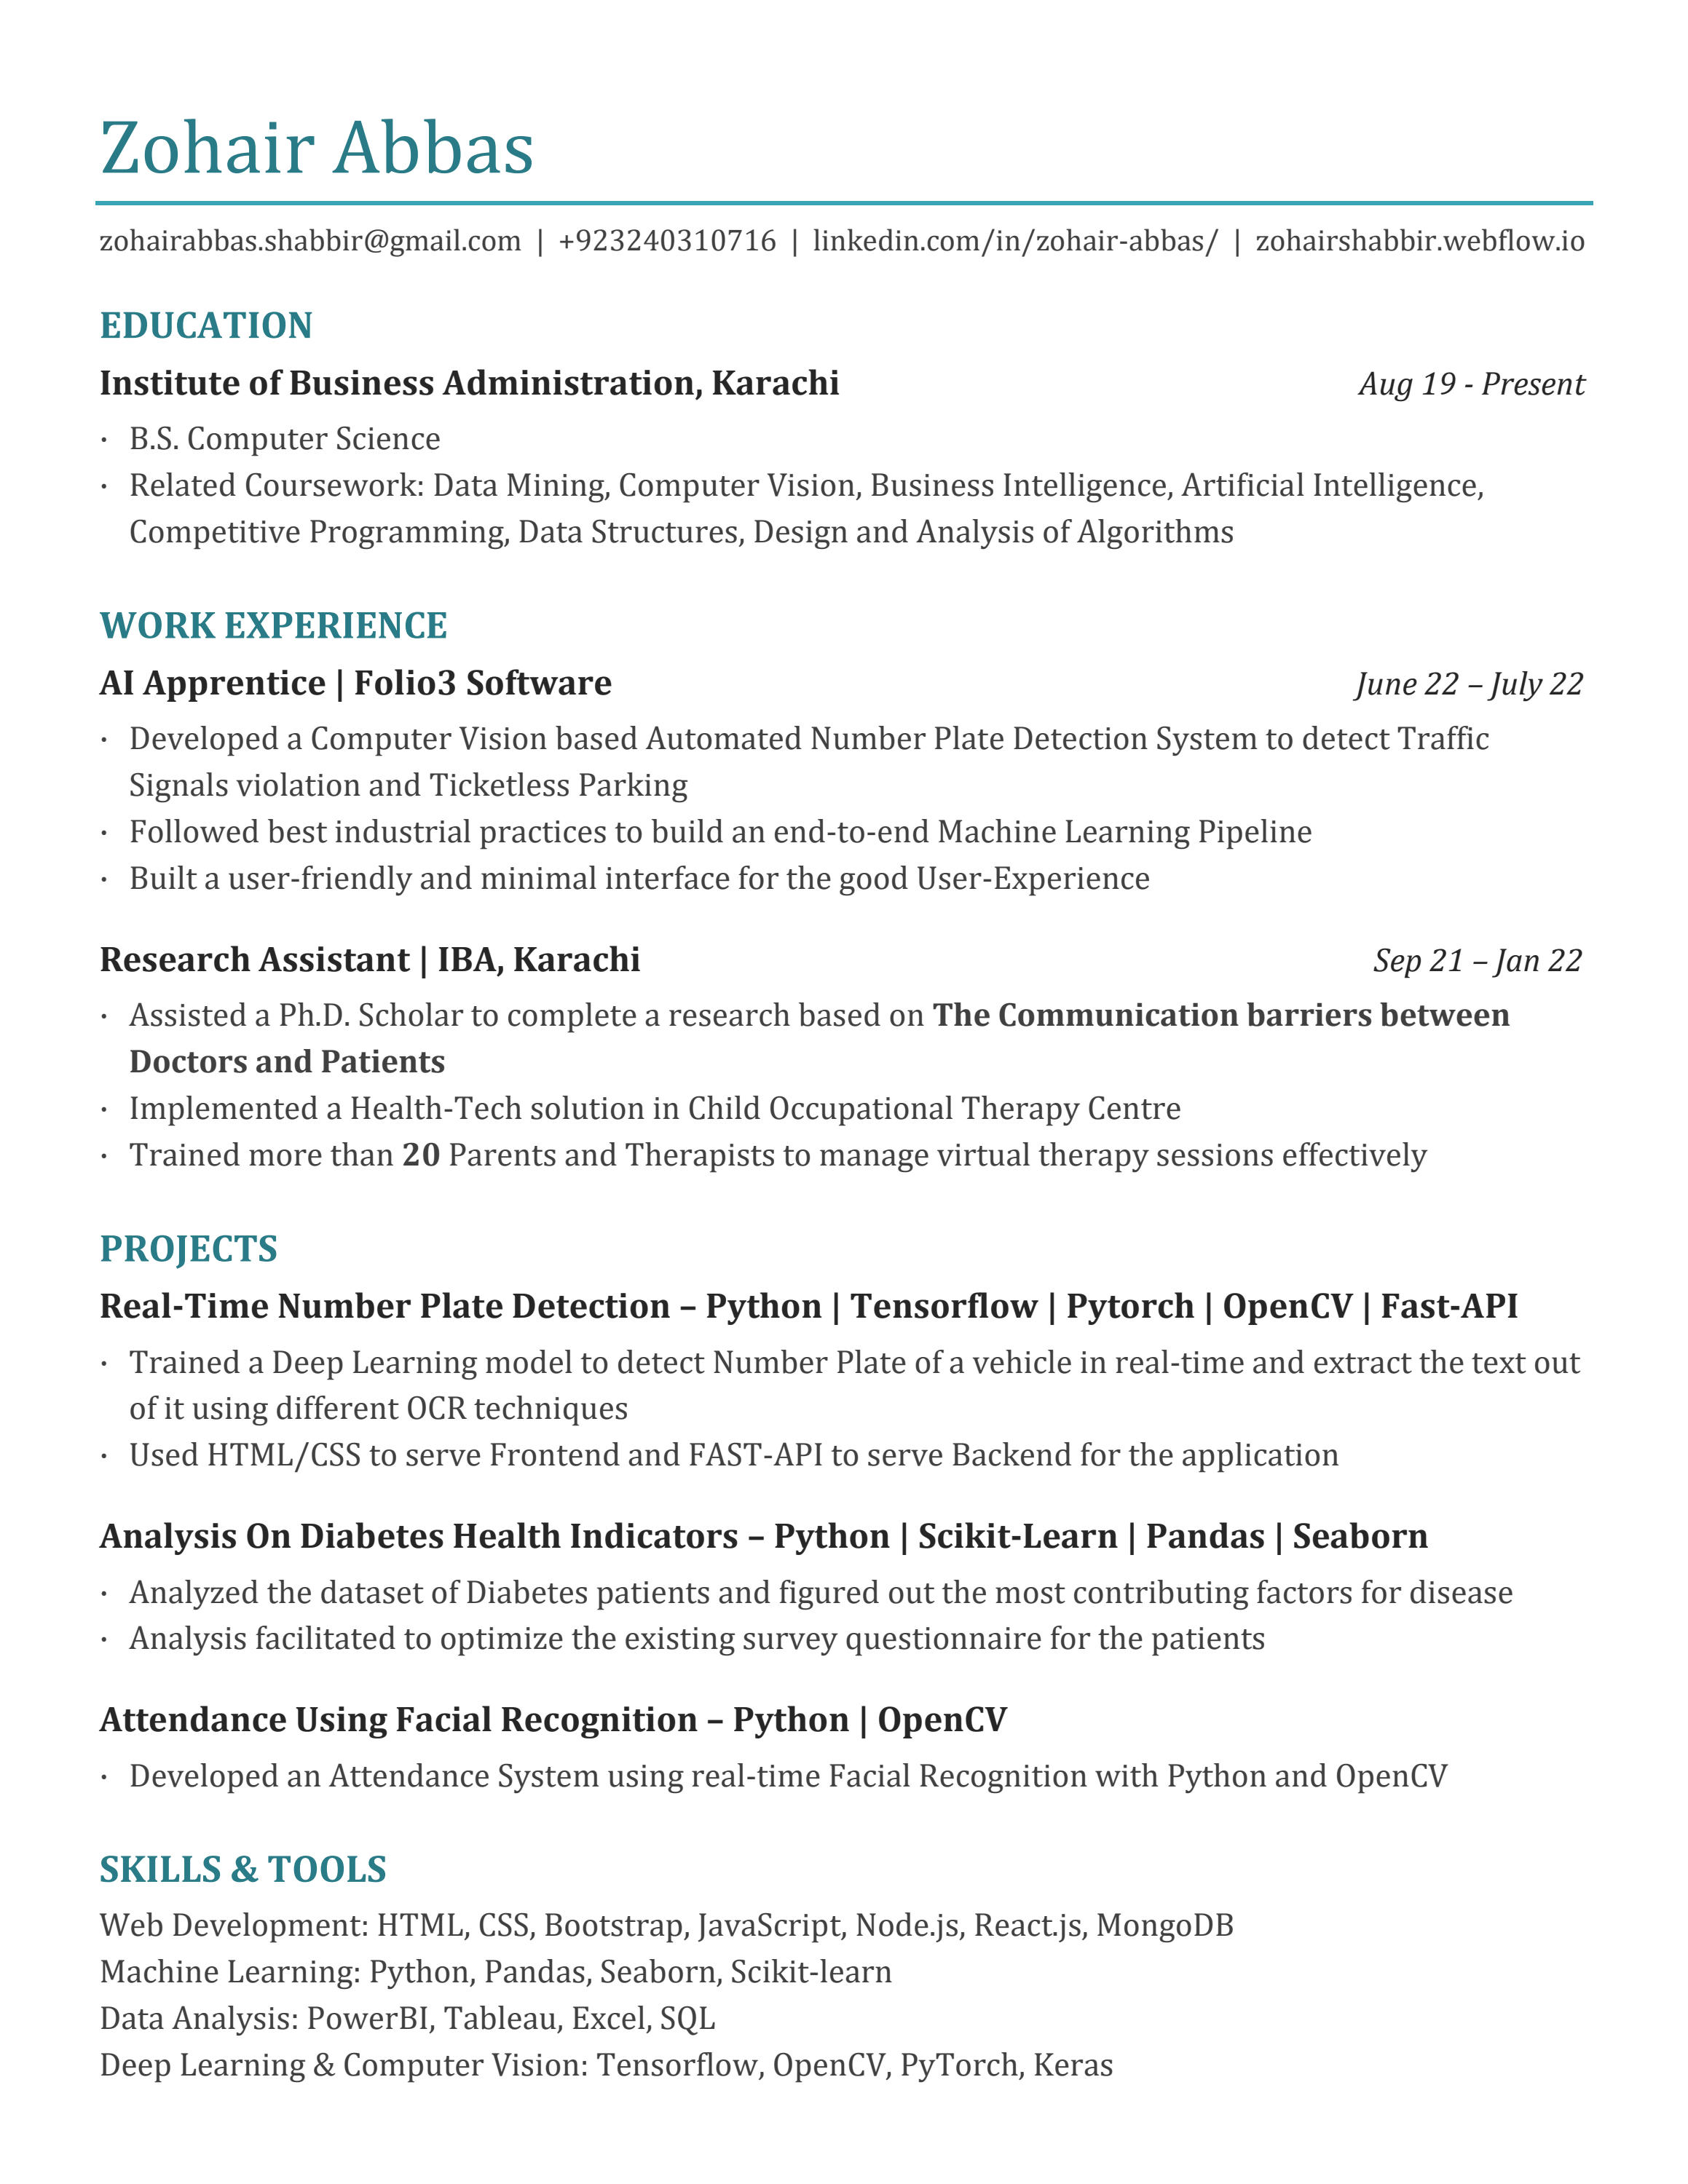 Zohair Abbas
zohairabbas.shabbir@gmail.com | +923240310716 | linkedin.com/in/zohair-abbas/ | zohairshabbir.webflow.io
EDUCATION
Institute of Business Administration, Karachi Aug 19 - Present
· B.S. Computer Science
· Related Coursework: Data Mining, Computer Vision, Business Intelligence, Artificial Intelligence,
Competitive Programming, Data Structures, Design and Analysis of Algorithms
WORK EXPERIENCE
AI Apprentice | Folio3 Software June 22 – July 22
· Developed a Computer Vision based Automated Number Plate Detection System to detect Traffic
Signals violation and Ticketless Parking
· Followed best industrial practices to build an end-to-end Machine Learning Pipeline
· Built a user-friendly and minimal interface for the good User-Experience
Research Assistant | IBA, Karachi Sep 21 – Jan 22
· Assisted a Ph.D. Scholar to complete a research based on The Communication barriers between
Doctors and Patients
· Implemented a Health-Tech solution in Child Occupational Therapy Centre
· Trained more than 20 Parents and Therapists to manage virtual therapy sessions effectively
PROJECTS
Real-Time Number Plate Detection – Python | Tensorflow | Pytorch | OpenCV | Fast-API
· Trained a Deep Learning model to detect Number Plate of a vehicle in real-time and extract the text out
of it using different OCR techniques
· Used HTML/CSS to serve Frontend and FAST-API to serve Backend for the application
Analysis On Diabetes Health Indicators – Python | Scikit-Learn | Pandas | Seaborn
· Analyzed the dataset of Diabetes patients and figured out the most contributing factors for disease
· Analysis facilitated to optimize the existing survey questionnaire for the patients
Attendance Using Facial Recognition – Python | OpenCV
· Developed an Attendance System using real-time Facial Recognition with Python and OpenCV
SKILLS & TOOLS
Web Development: HTML, CSS, Bootstrap, JavaScript, Node.js, React.js, MongoDB
Machine Learning: Python, Pandas, Seaborn, Scikit-learn
Data Analysis: PowerBI, Tableau, Excel, SQL
Deep Learning & Computer Vision: Tensorflow, OpenCV, PyTorch, Keras